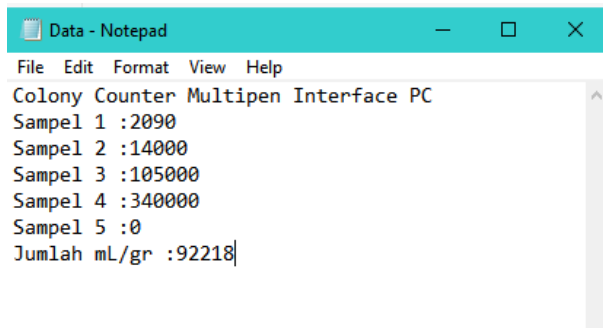 Data - Notepad
File Edit Format View Help
Colony Counter Multipen Interface PC
Sampel 1 :2090
Sampel 2 :14000
Sampel 3 :105000
Sampel 4 :340000
Sampel 5 :0
Jumlah mL/gr :92218